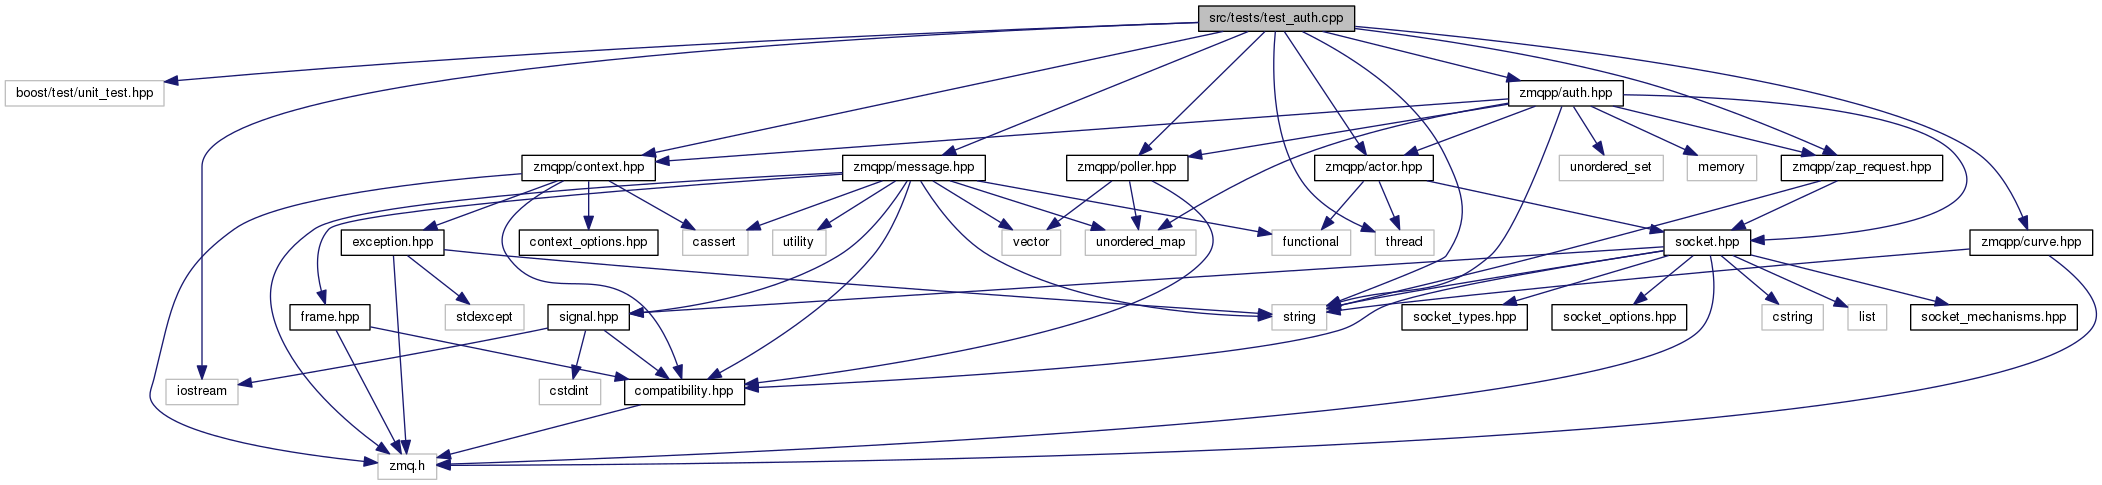 src/tests/test_auth.cpp
boost/test/unit_test.hpp
zmqpp/auth.hpp
zmqpp/context.hpp
zmqpp/message.hpp
zmqpp/poller.hpp
zmqpp/actor.hpp
unordered_set
memory
zmqpp/zap_request.hpp
exception.hpp
context_options.hpp
cassert
utility
vector
unordered_map
functional
thread
socket.hpp
zmqpp/curve.hpp
frame.hpp
stdexcept
signal.hpp
string
socket_types.hpp
socket_options.hpp
cstring
list
socket_mechanisms.hpp
iostream
cstdint
compatibility.hpp
zmq.h